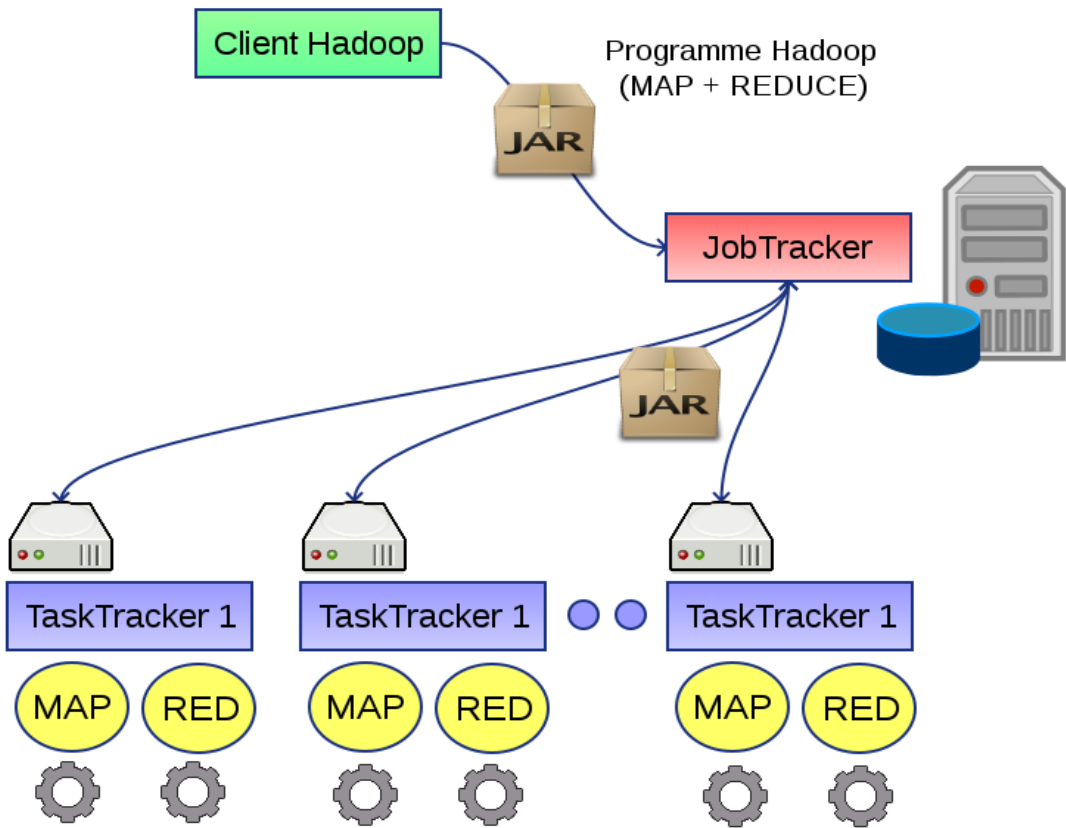 Client Hadoop
Programme Hadoop
(MAP + REDUCE)
JAR
JobTracker
JAR
TaskTracker 1
TaskTracker 1
TaskTracker 1
MAP
RED
MAP
RED
MAP
RED